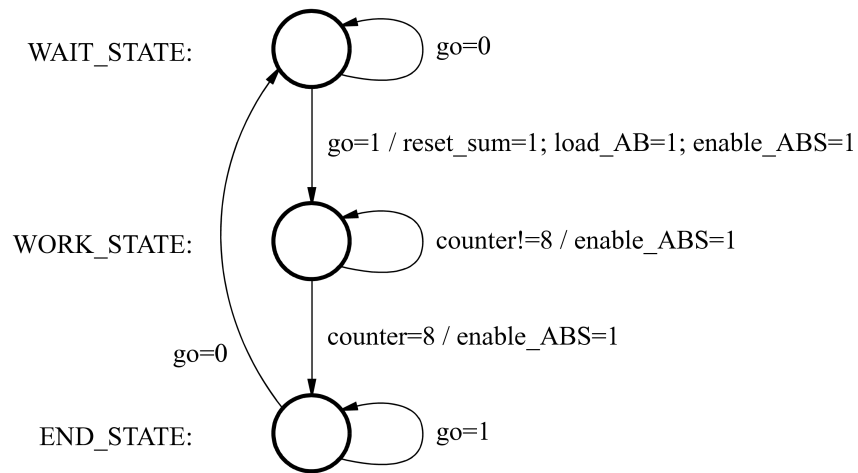 WAIT_STATE:
go=0
go=1 / reset_sum=1; load_AB=1; enable_ABS=1
WORK_STATE:
counter!=8 / enable_ABS=1
counter=8 / enable_ABS=1
go=0
END_STATE:
go=1